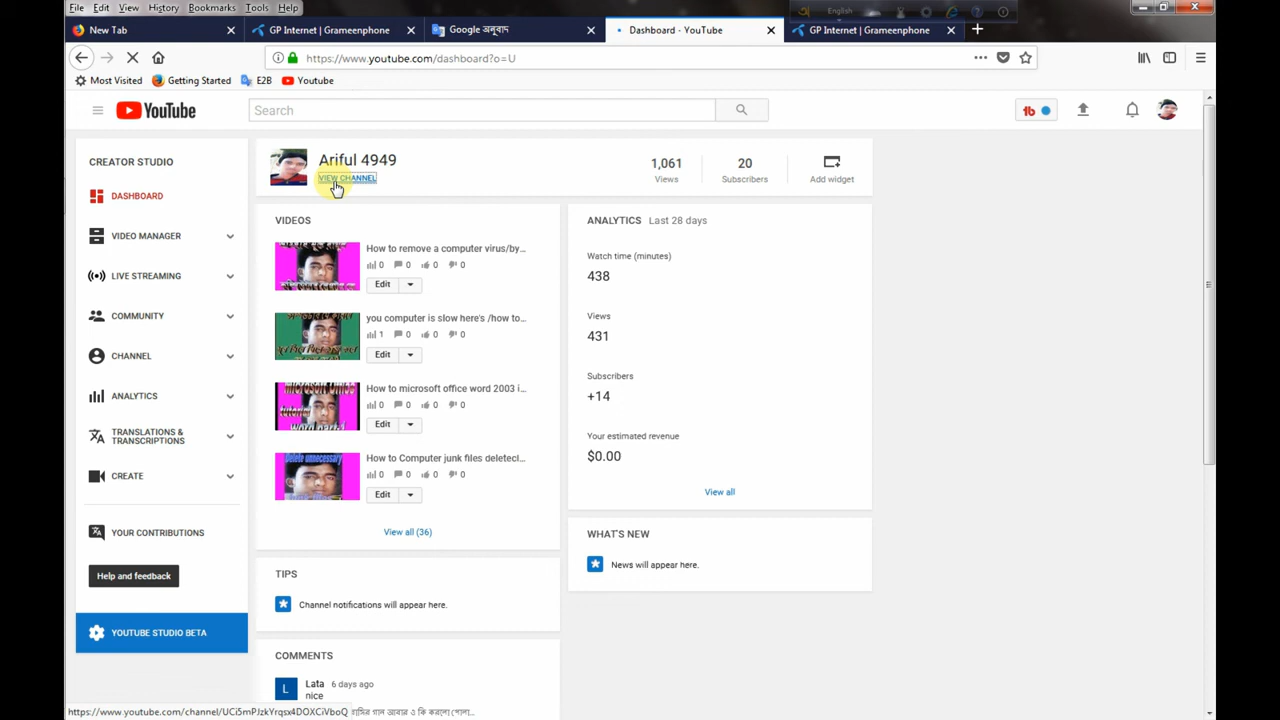 File Edit View History Bookmarks Tools Help
English
New Tab
GP Internet | Grameenphone
Google অনুবাদ
Dashboard - YouTube
GP Internet | Grameenphone
https://www.youtube.com/dashboard?o=U
Most Visited Getting Started E2B Youtube
YouTube
Search
CREATOR STUDIO
DASHBOARD
VIDEO MANAGER
LIVE STREAMING
COMMUNITY
CHANNEL
ANALYTICS
TRANSLATIONS &
TRANSCRIPTIONS
CREATE
YOUR CONTRIBUTIONS
Help and feedback
YOUTUBE STUDIO BETA
Ariful 4949
VIEW CHANNEL
1,061
Views
20
Subscribers
Add widget
VIDEOS
How to remove a computer virus/by...
0 0 0 0
Edit
you computer is slow here's /how to...
1 0 0 0
Edit
How to microsoft office word 2003 i...
0 0 0 0
Edit
How to Computer junk files deleteci...
0 0 0 0
Edit
View all (36)
TIPS
Channel notifications will appear here.
COMMENTS
L
Lata 6 days ago
nice
ANALYTICS Last 28 days
Watch time (minutes)
438
Views
431
Subscribers
+14
Your estimated revenue
$0.00
View all
WHAT'S NEW
News will appear here.
https://www.youtube.com/channel/UCi5mPJzkYrqsx4DOXCiVboQ